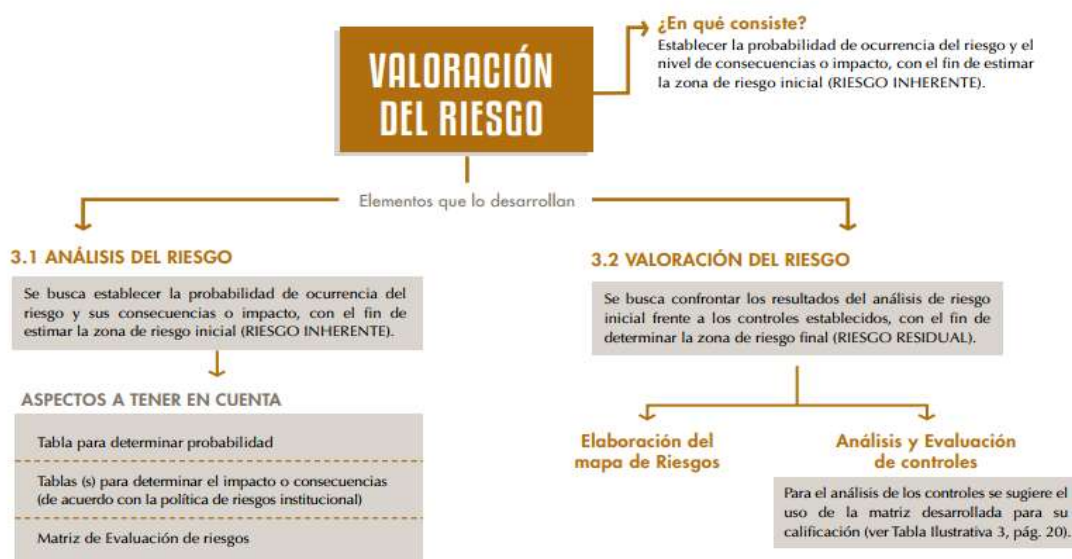 VALORACIÓN
DEL RIESGO
¿En qué consiste?
Establecer la probabilidad de ocurrencia del riesgo y el
nivel de consecuencias o impacto, con el fin de estimar
la zona de riesgo inicial (RIESGO INHERENTE).
Elementos que lo desarrollan
3.1 ANÁLISIS DEL RIESGO
Se busca establecer la probabilidad de ocurrencia del
riesgo y sus consecuencias o impacto, con el fin de
estimar la zona de riesgo inicial (RIESGO INHERENTE).
ASPECTOS A TENER EN CUENTA
Tabla para determinar probabilidad
Tablas (s) para determinar el impacto o consecuencias
(de acuerdo con la política de riesgos institucional)
Matriz de Evaluación de riesgos
3.2 VALORACIÓN DEL RIESGO
Se busca confrontar los resultados del análisis de riesgo
inicial frente a los controles establecidos, con el fin de
determinar la zona de riesgo final (RIESGO RESIDUAL).
Elaboración del
mapa de Riesgos
Análisis y Evaluación
de controles
Para el análisis de los controles se sugiere el
uso de la matriz desarrollada para su
calificación (ver Tabla Ilustrativa 3, pág. 20).